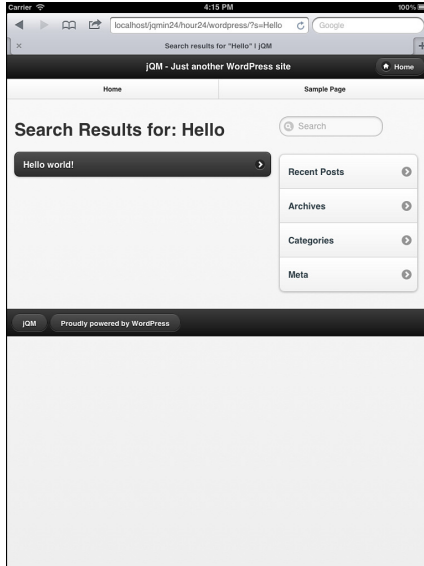 Carrier 4:15 PM 100%
localhost/jqmin24/hour24/wordpress/?s=Hello Google
Search results for "Hello" | jQM
jQM - Just another WordPress site Home
Home Sample Page
Search Results for: Hello Search
Hello world!
Recent Posts
Archives
Categories
Meta
jQM Proudly powered by WordPress